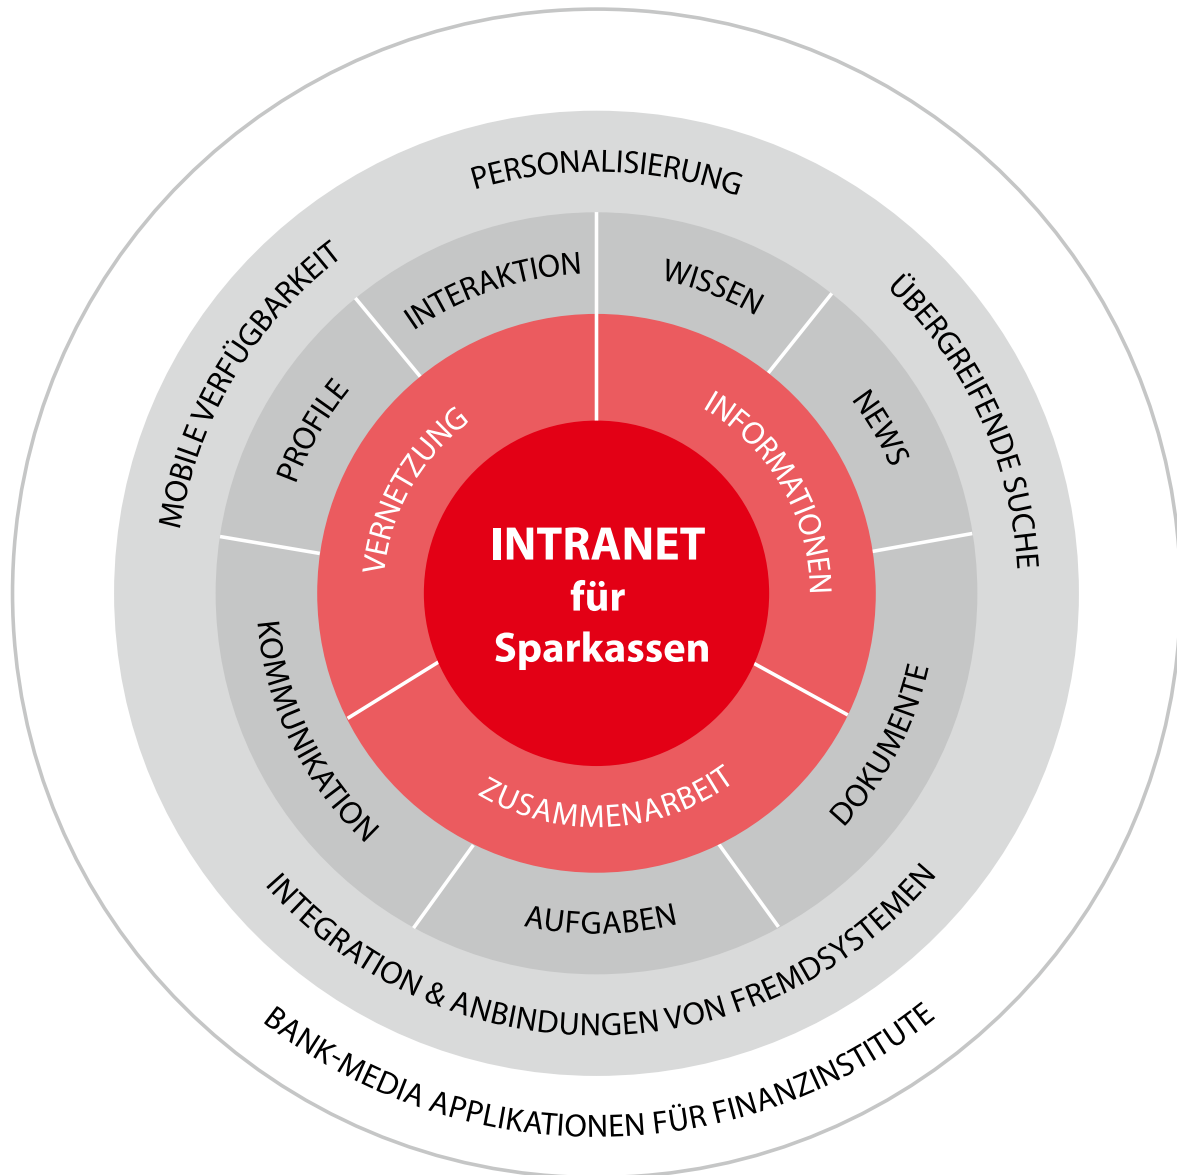 INTRANET
für
Sparkassen
INFORMATIONEN
ZUSAMMENARBEIT
VERNETZUNG
WISSEN
NEWS
DOKUMENTE
AUFGABEN
KOMMUNIKATION
PROFILE
INTERAKTION
PERSONALISIERUNG
ÜBERGREIFENDE SUCHE
INTEGRATION & ANBINDUNGEN VON FREMDSYSTEMEN
MOBILE VERFÜGBARKEIT
BANK-MEDIA APPLIKATIONEN FÜR FINANZINSTITUTE